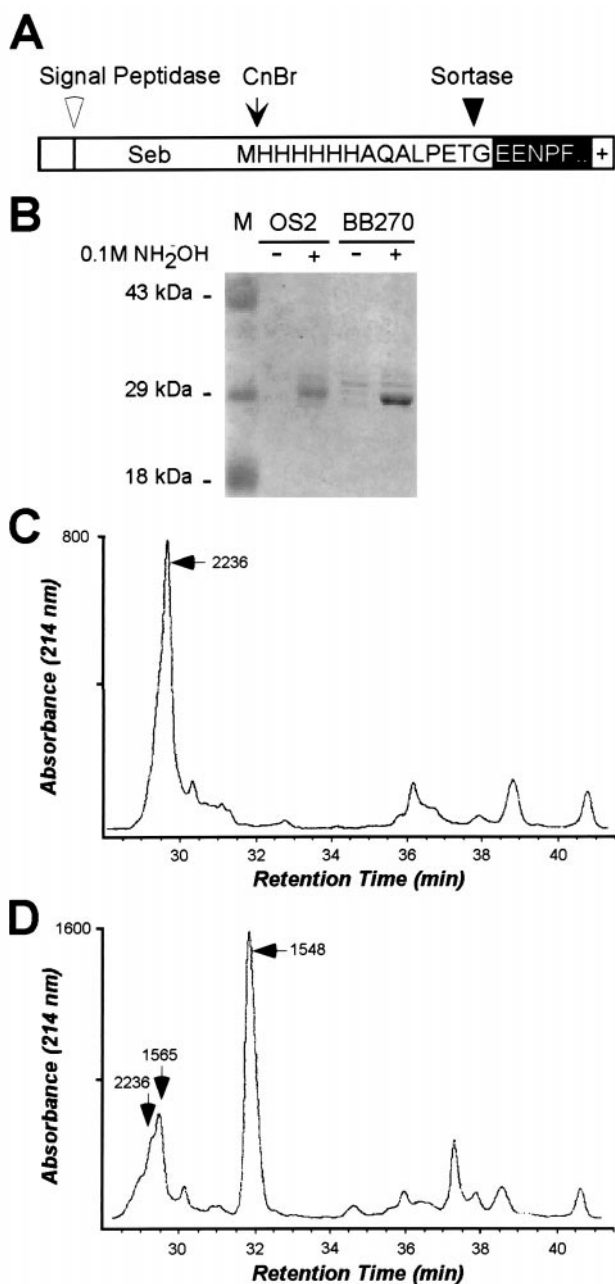 A
Signal Peptidase CnBr Sortase
Seb MHHHHHHAQALPETG EENPF.. +
B
M OS2 BB270
0.1M NH2OH - + - +
43 kDa -
29 kDa -
18 kDa -
C
800
2236
Absorbance (214 nm)
30 32 34 36 38 40
Retention Time (min)
D
1600
1548
1565
2236
Absorbance (214 nm)
30 32 34 36 38 40
Retention Time (min)